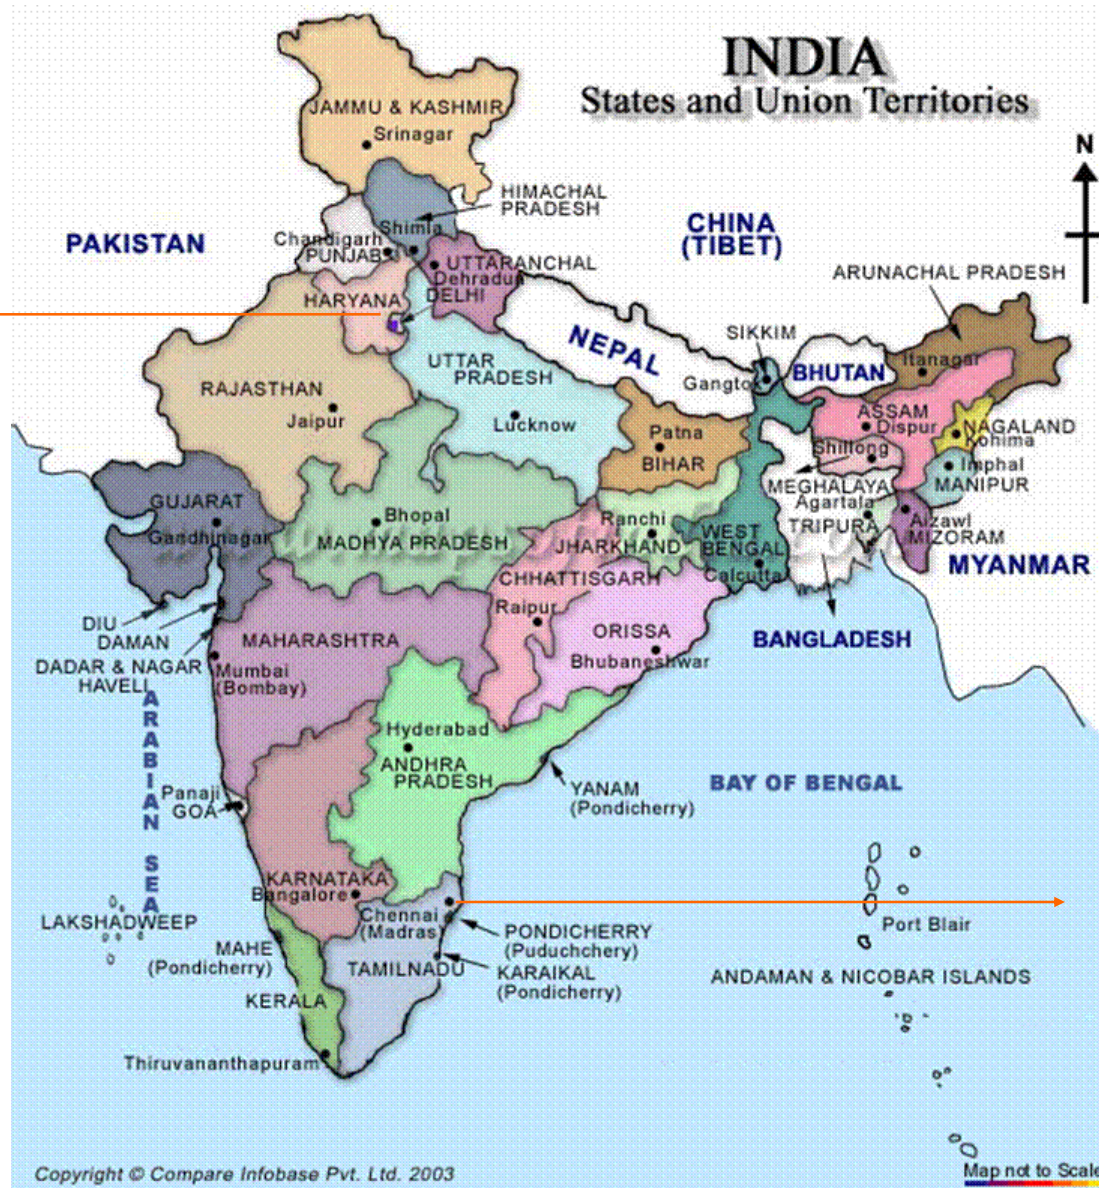 INDIA
States and Union Territories
N
JAMMU & KASHMIR
Srinagar
HIMACHAL
PRADESH
Shimla
PAKISTAN
CHINA
(TIBET)
Chandigarh
PUNJAB
UTTARANCHAL
Dehradun
ARUNACHAL PRADESH
HARYANA
DELHI
SIKKIM
NEPAL
UTTAR
PRADESH
Gangtok
BHUTAN
Itanagar
RAJASTHAN
Jaipur
Lucknow
ASSAM
Dispur
NAGALAND
Kohima
Patna
BIHAR
Shillong
Imphal
MANIPUR
MEGHALAYA
Agartala
TRIPURA
GUJARAT
Gandhinagar
Bhopal
MADHYA PRADESH
Ranchi
JHARKHAND
WEST
BENGAL
Calcutta
Aizawl
MIZORAM
MYANMAR
CHHATTISGARH
Raipur
ORISSA
Bhubaneshwar
BANGLADESH
DIU
DAMAN
DADAR & NAGAR
HAVELI
MAHARASHTRA
Mumbai
(Bombay)
ARABIAN SEA
Hyderabad
ANDHRA
PRADESH
YANAM
(Pondicherry)
BAY OF BENGAL
Panaji
GOA
KARNATAKA
Bangalore
Chennai
(Madras)
LAKSHADWEEP
MAHE
(Pondicherry)
PONDICHERRY
(Puduchchery)
Port Blair
TAMILNADU
KARAIKAL
(Pondicherry)
ANDAMAN & NICOBAR ISLANDS
KERALA
Thiruvananthapuram
Copyright © Compare Infobase Pvt. Ltd. 2003
Map not to Scale